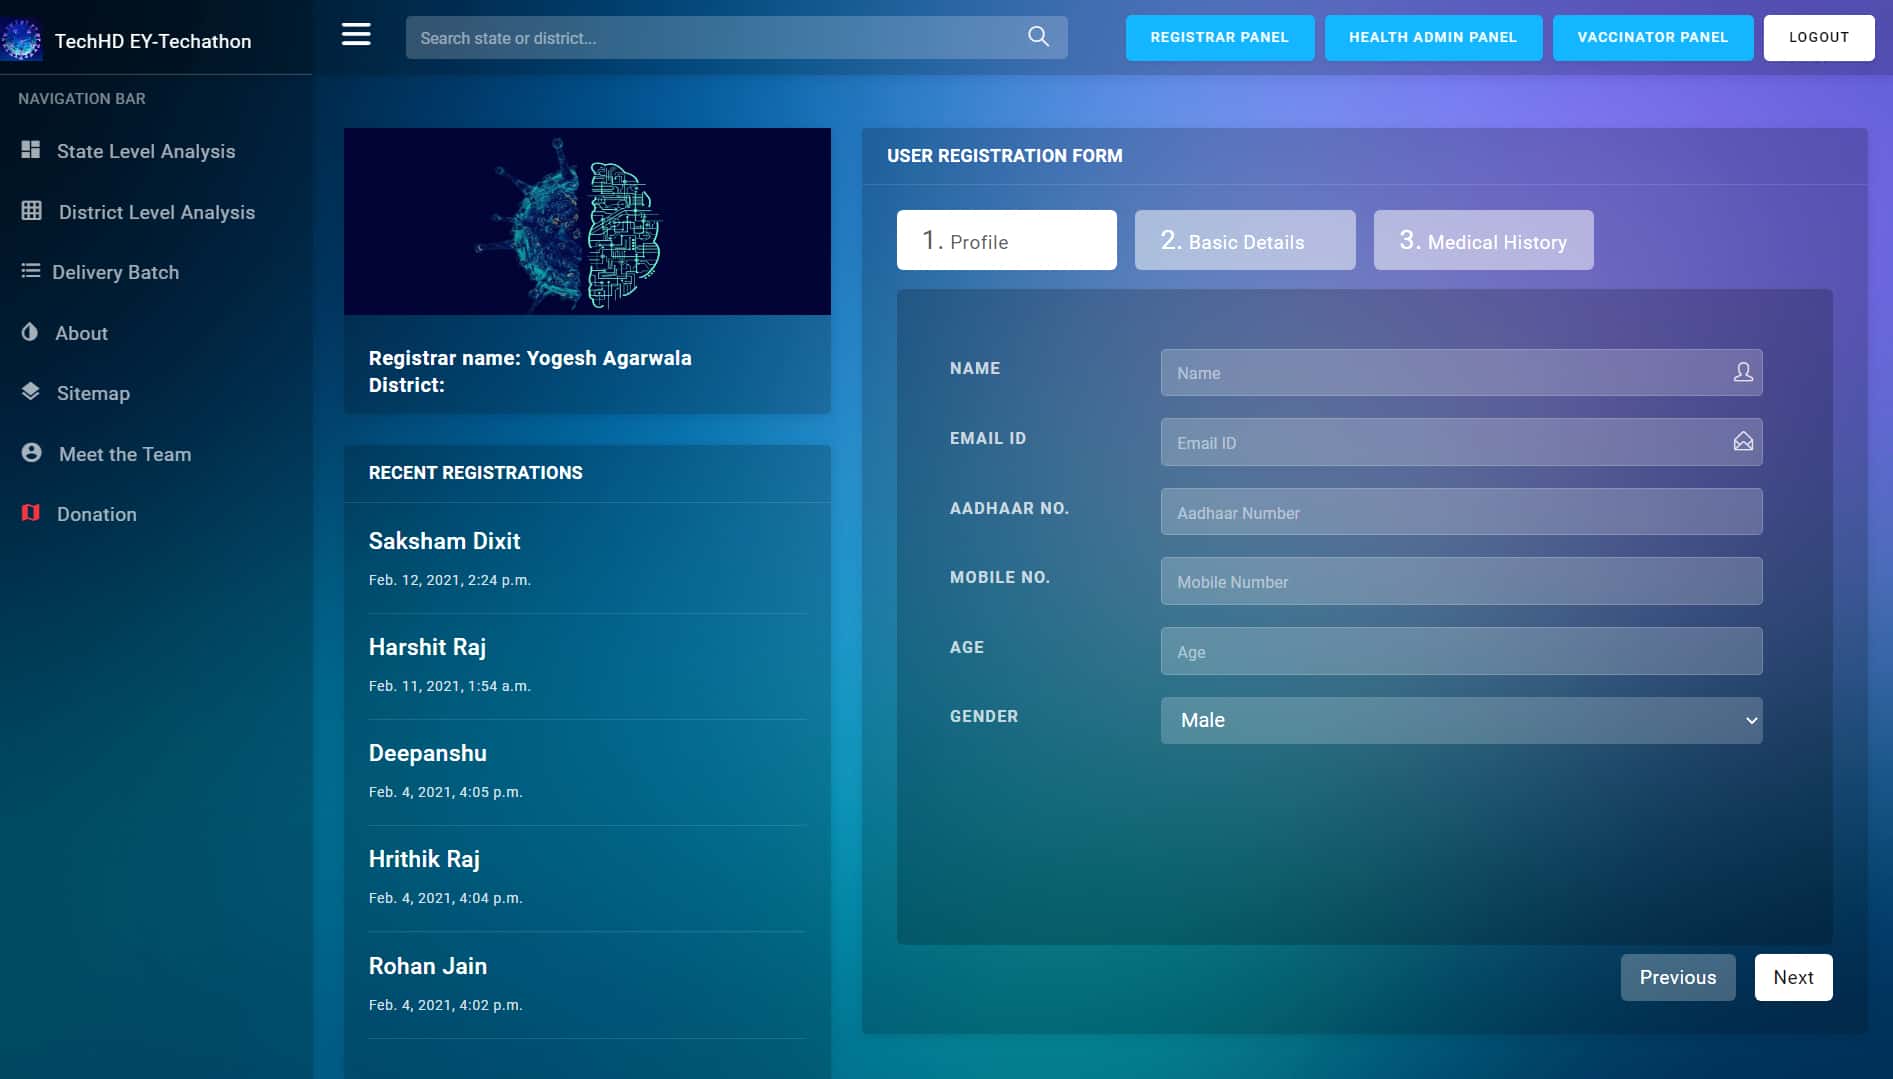 TechHD EY-Techathon
Search state or district...
REGISTRAR PANEL
HEALTH ADMIN PANEL
VACCINATOR PANEL
LOGOUT
NAVIGATION BAR
State Level Analysis
District Level Analysis
Delivery Batch
About
Sitemap
Meet the Team
Donation
Registrar name: Yogesh Agarwala
District:
RECENT REGISTRATIONS
Saksham Dixit
Feb. 12, 2021, 2:24 p.m.
Harshit Raj
Feb. 11, 2021, 1:54 a.m.
Deepanshu
Feb. 4, 2021, 4:05 p.m.
Hrithik Raj
Feb. 4, 2021, 4:04 p.m.
Rohan Jain
Feb. 4, 2021, 4:02 p.m.
USER REGISTRATION FORM
1. Profile
2. Basic Details
3. Medical History
NAME
Name
EMAIL ID
Email ID
AADHAAR NO.
Aadhaar Number
MOBILE NO.
Mobile Number
AGE
Age
GENDER
Male
Previous
Next